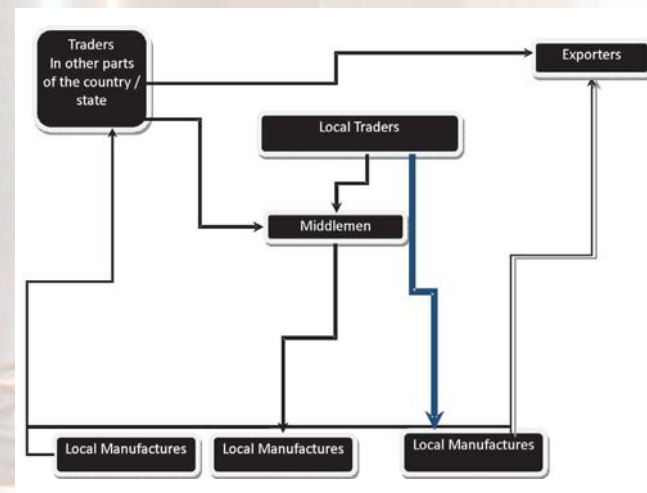 Traders
In other parts
of the country /
state
Exporters
Local Traders
Middlemen
Local Manufactures
Local Manufactures
Local Manufactures